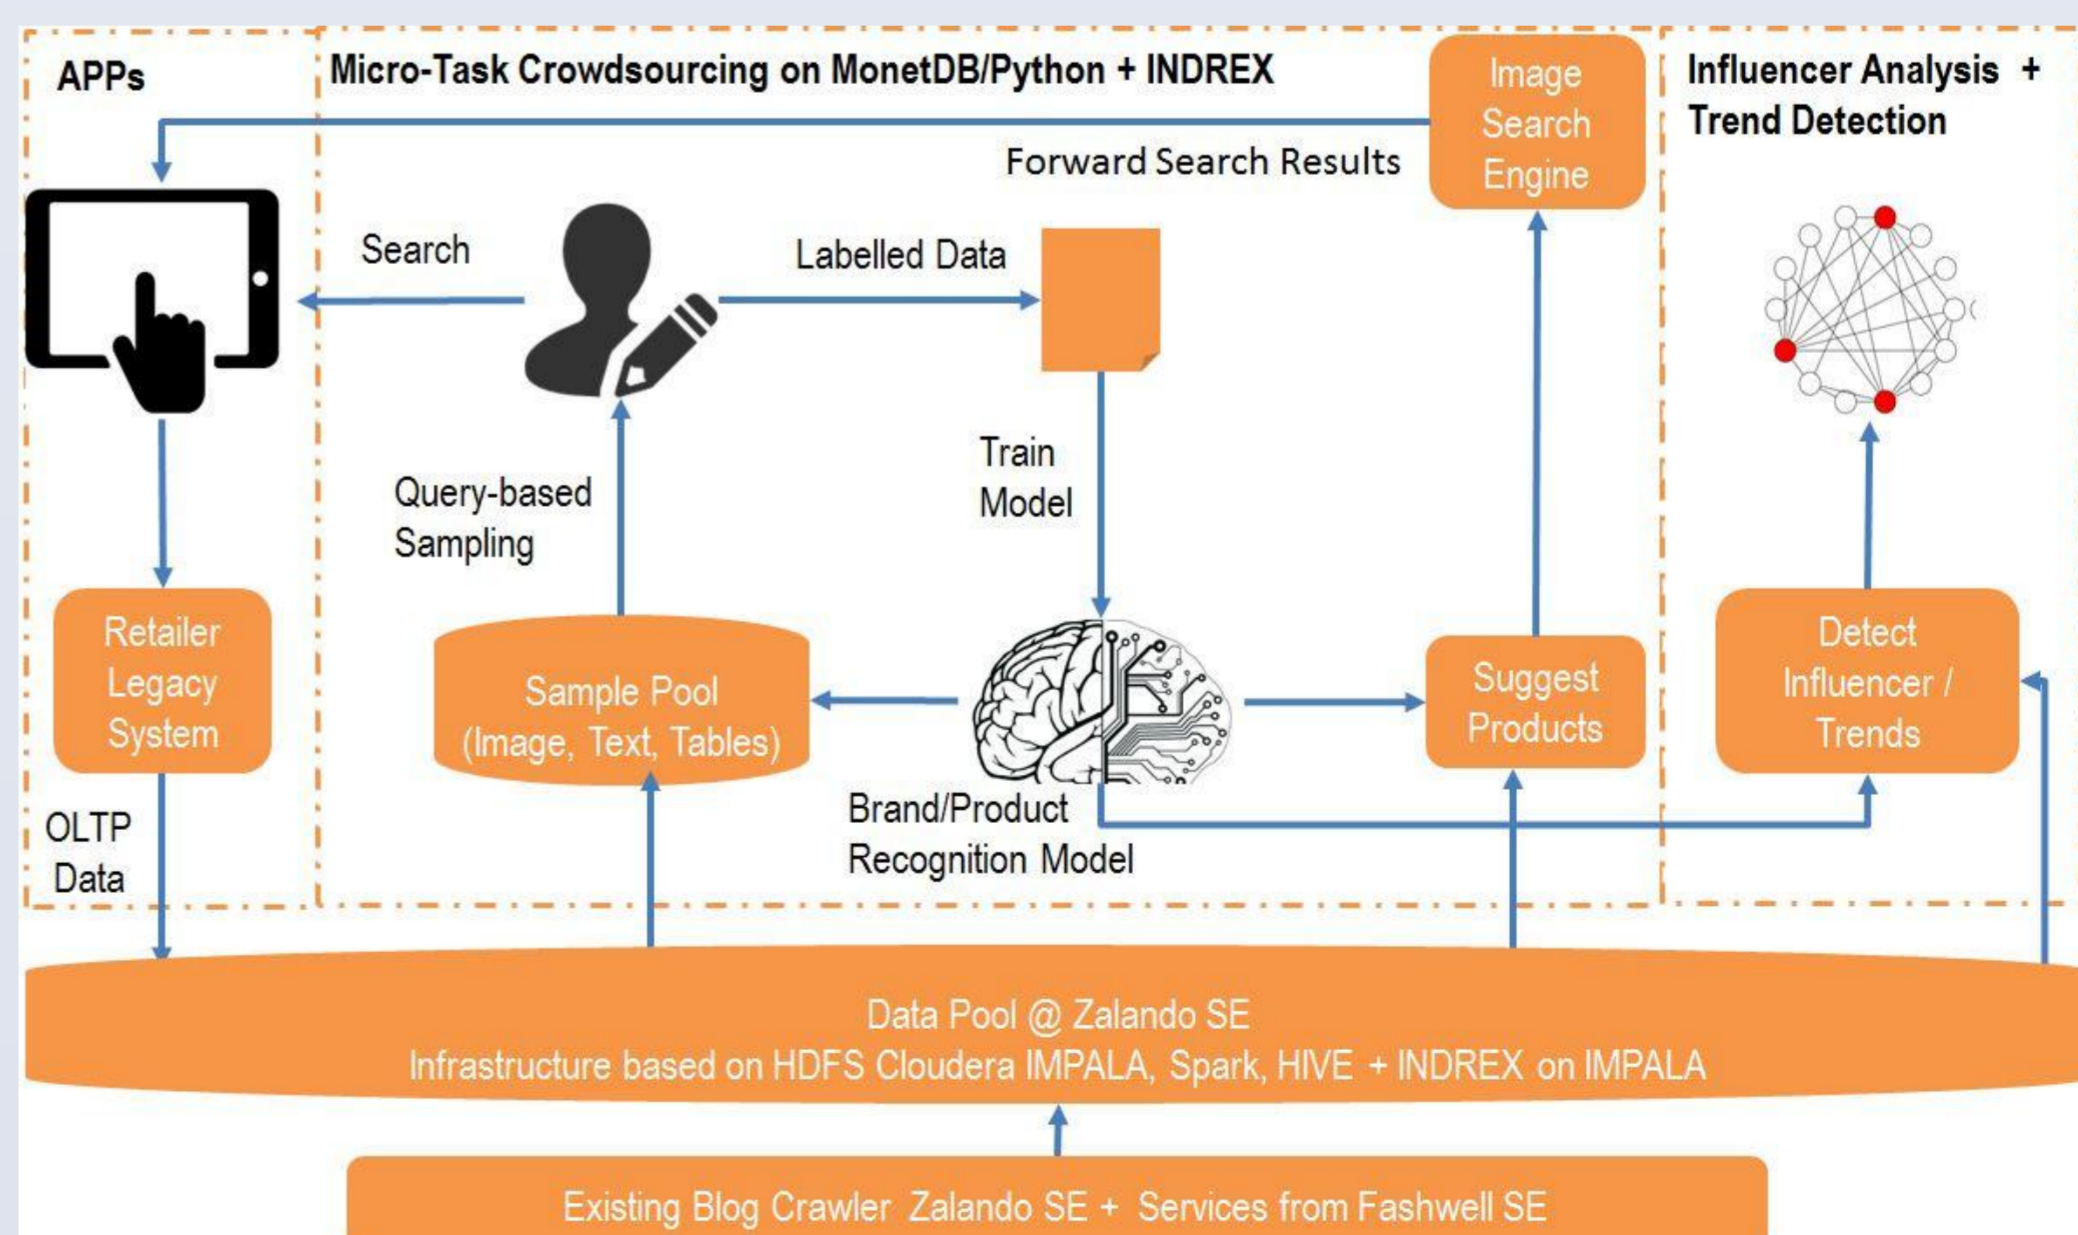 APPs
Micro-Task Crowdsourcing on MonetDB/Python + INDREX
Image
Search
Engine
Influencer Analysis +
Trend Detection
Forward Search Results
Search
Labelled Data
Train
Model
Query-based
Sampling
Retailer
Legacy
System
Sample Pool
(Image, Text, Tables)
Suggest
Products
Detect
Influencer /
Trends
Brand/Product
Recognition Model
OLTP
Data
Data Pool @ Zalando SE
Infrastructure based on HDFS Cloudera IMPALA, Spark, HIVE + INDREX on IMPALA
Existing Blog Crawler Zalando SE + Services from Fashwell SE